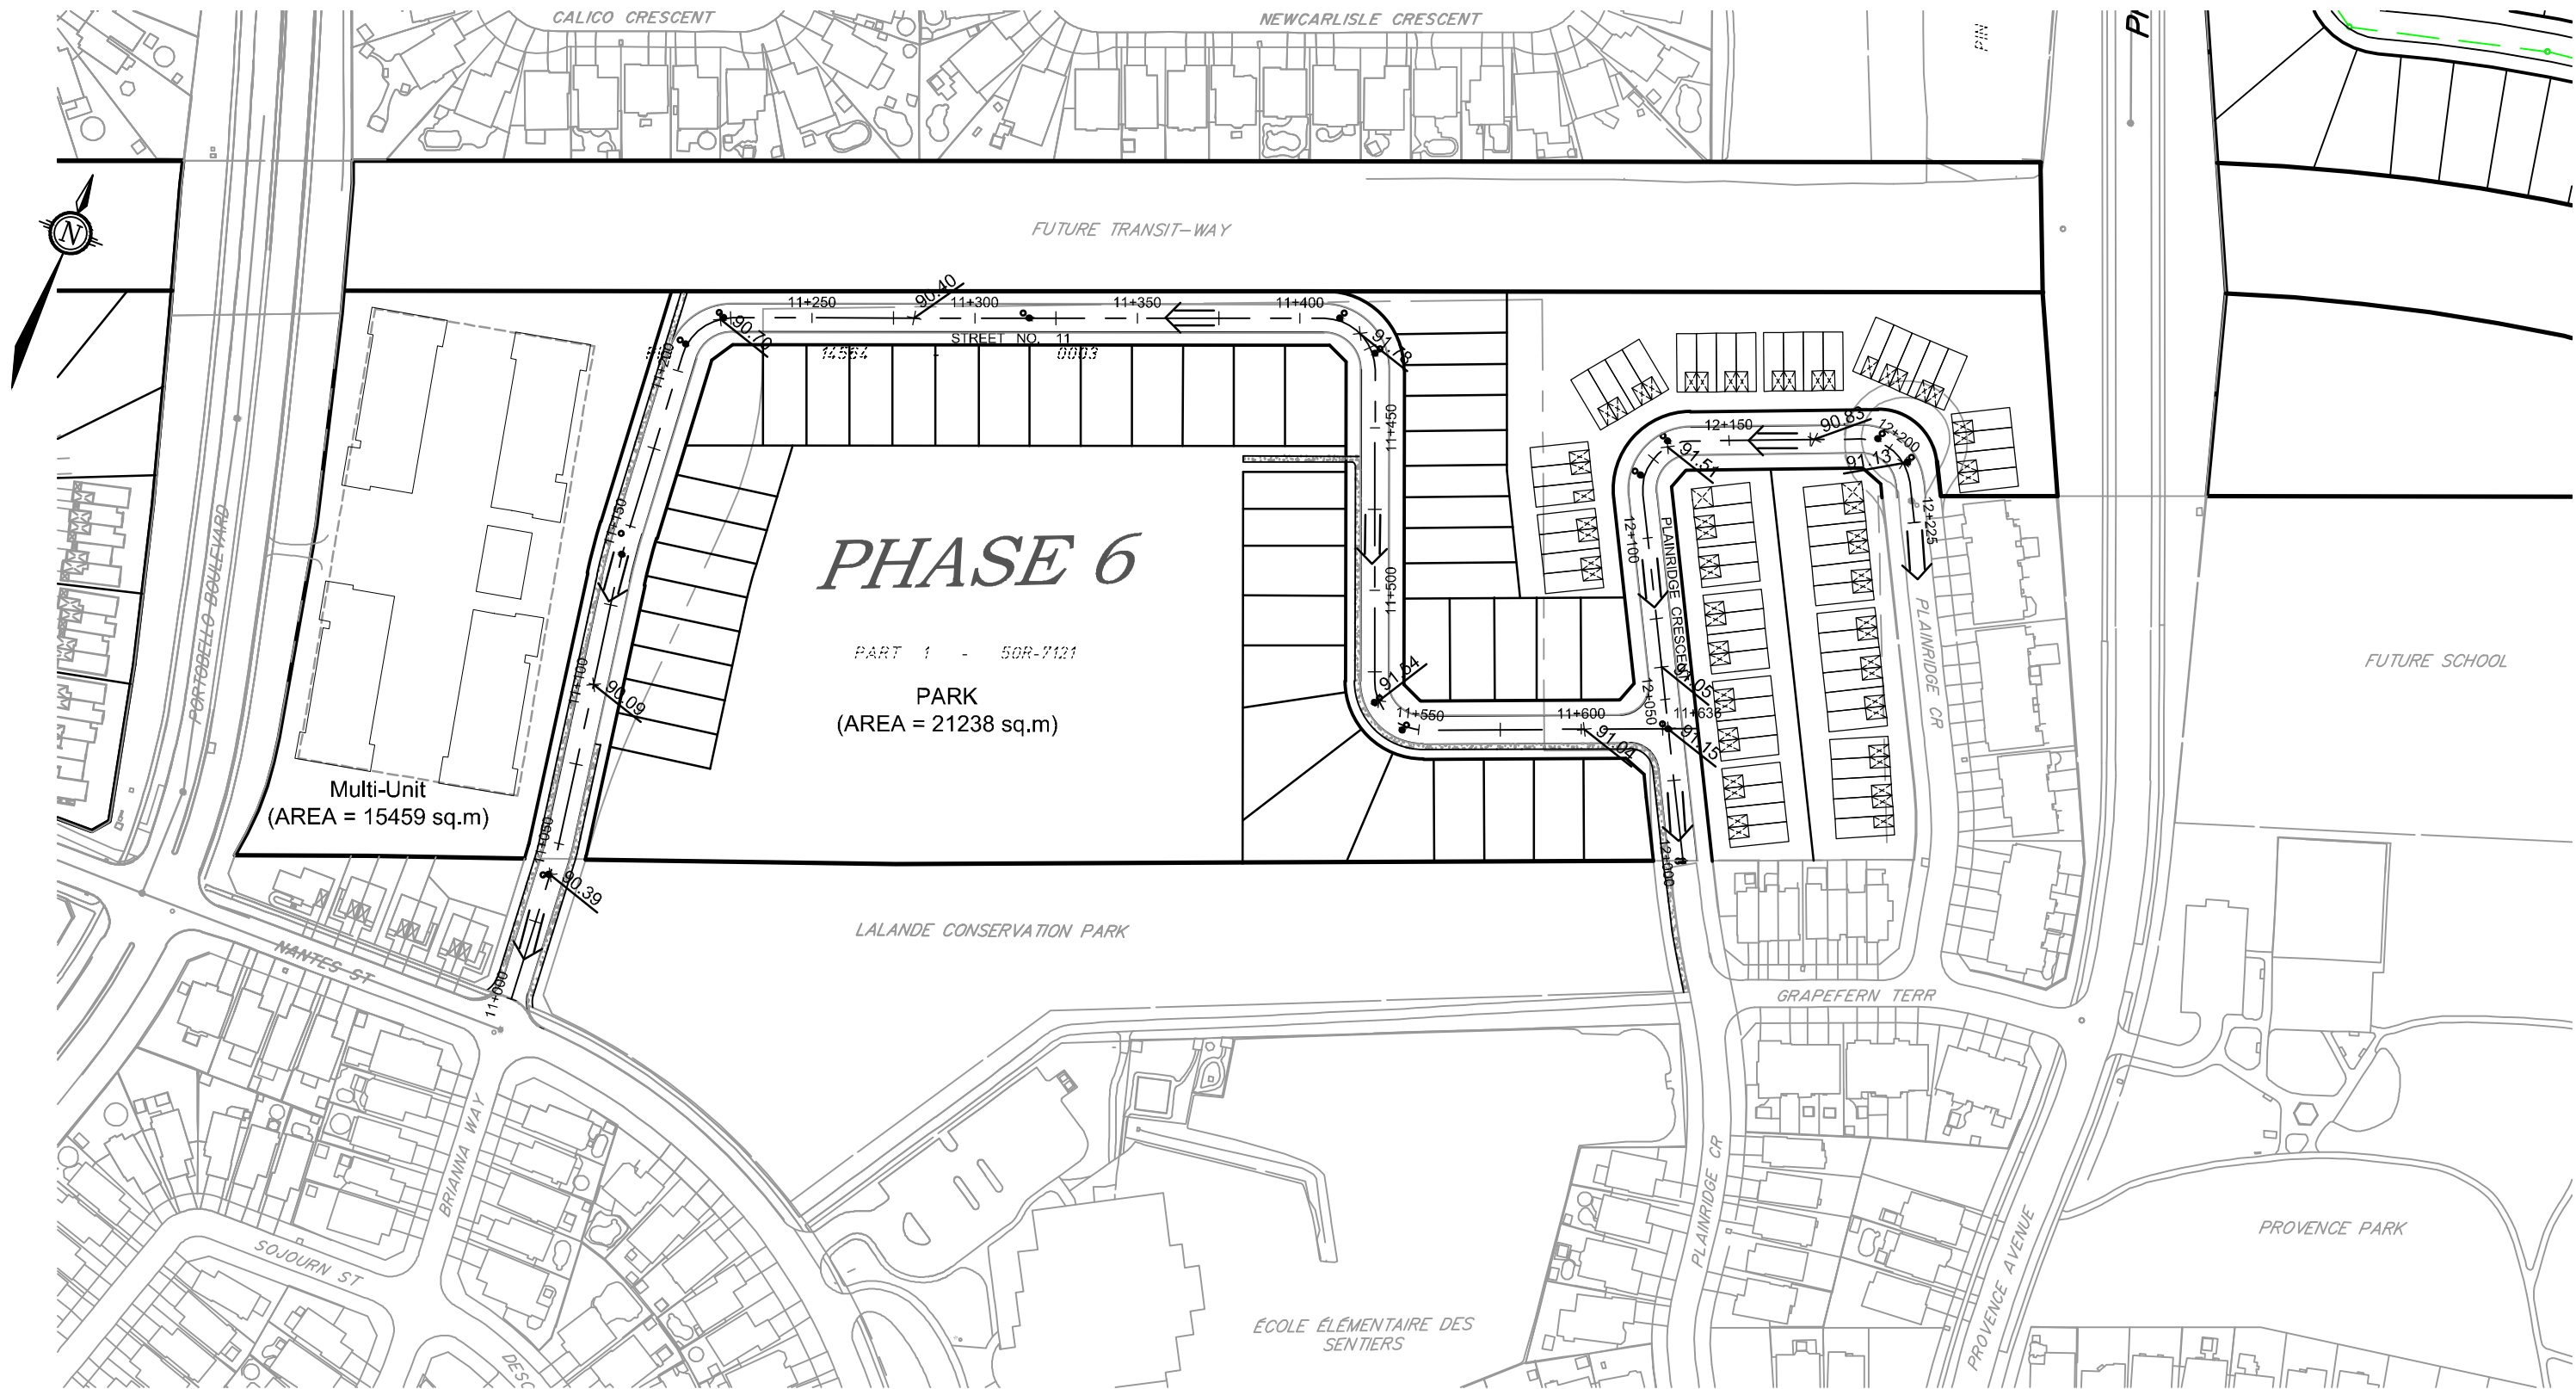 CALICO CRESCENT
NEWCARLISLE CRESCENT
PIN
N
FUTURE TRANSIT-WAY
11+250
90.40
11+300
11+350
11+400
90.70
STREET NO. 11
91.78
14564 - 0003
11+200
12+150
90.83
12+200
11+450
91.51
91.13
11+150
PORTOBELLO BOULEVARD
PHASE 6
12+100
PLAINRIDGE CRESCENT
12+225
11+500
PLAINRIDGE CR
PART 1 - 50R-7121
FUTURE SCHOOL
11+100
90.09
PARK
(AREA = 21238 sq.m)
91.54
91.05
12+050
11+550
11+600
11+636
91.04
91.15
Multi-Unit
(AREA = 15459 sq.m)
11+050
90.39
12+000
LALANDE CONSERVATION PARK
NANTES ST
11+000
GRAPEFERN TERR
BRIANNA WAY
PLAINRIDGE CR
PROVENCE AVENUE
PROVENCE PARK
SOJOURN ST
ÉCOLE ÉLÉMENTAIRE DES
SENTIERS
DESC